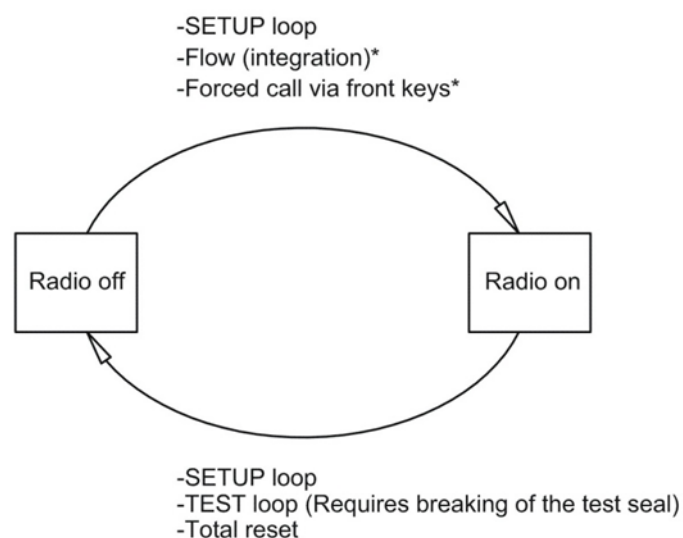 -SETUP loop
-Flow (integration)*
-Forced call via front keys*
Radio off
Radio on
-SETUP loop
-TEST loop (Requires breaking of the test seal)
-Total reset